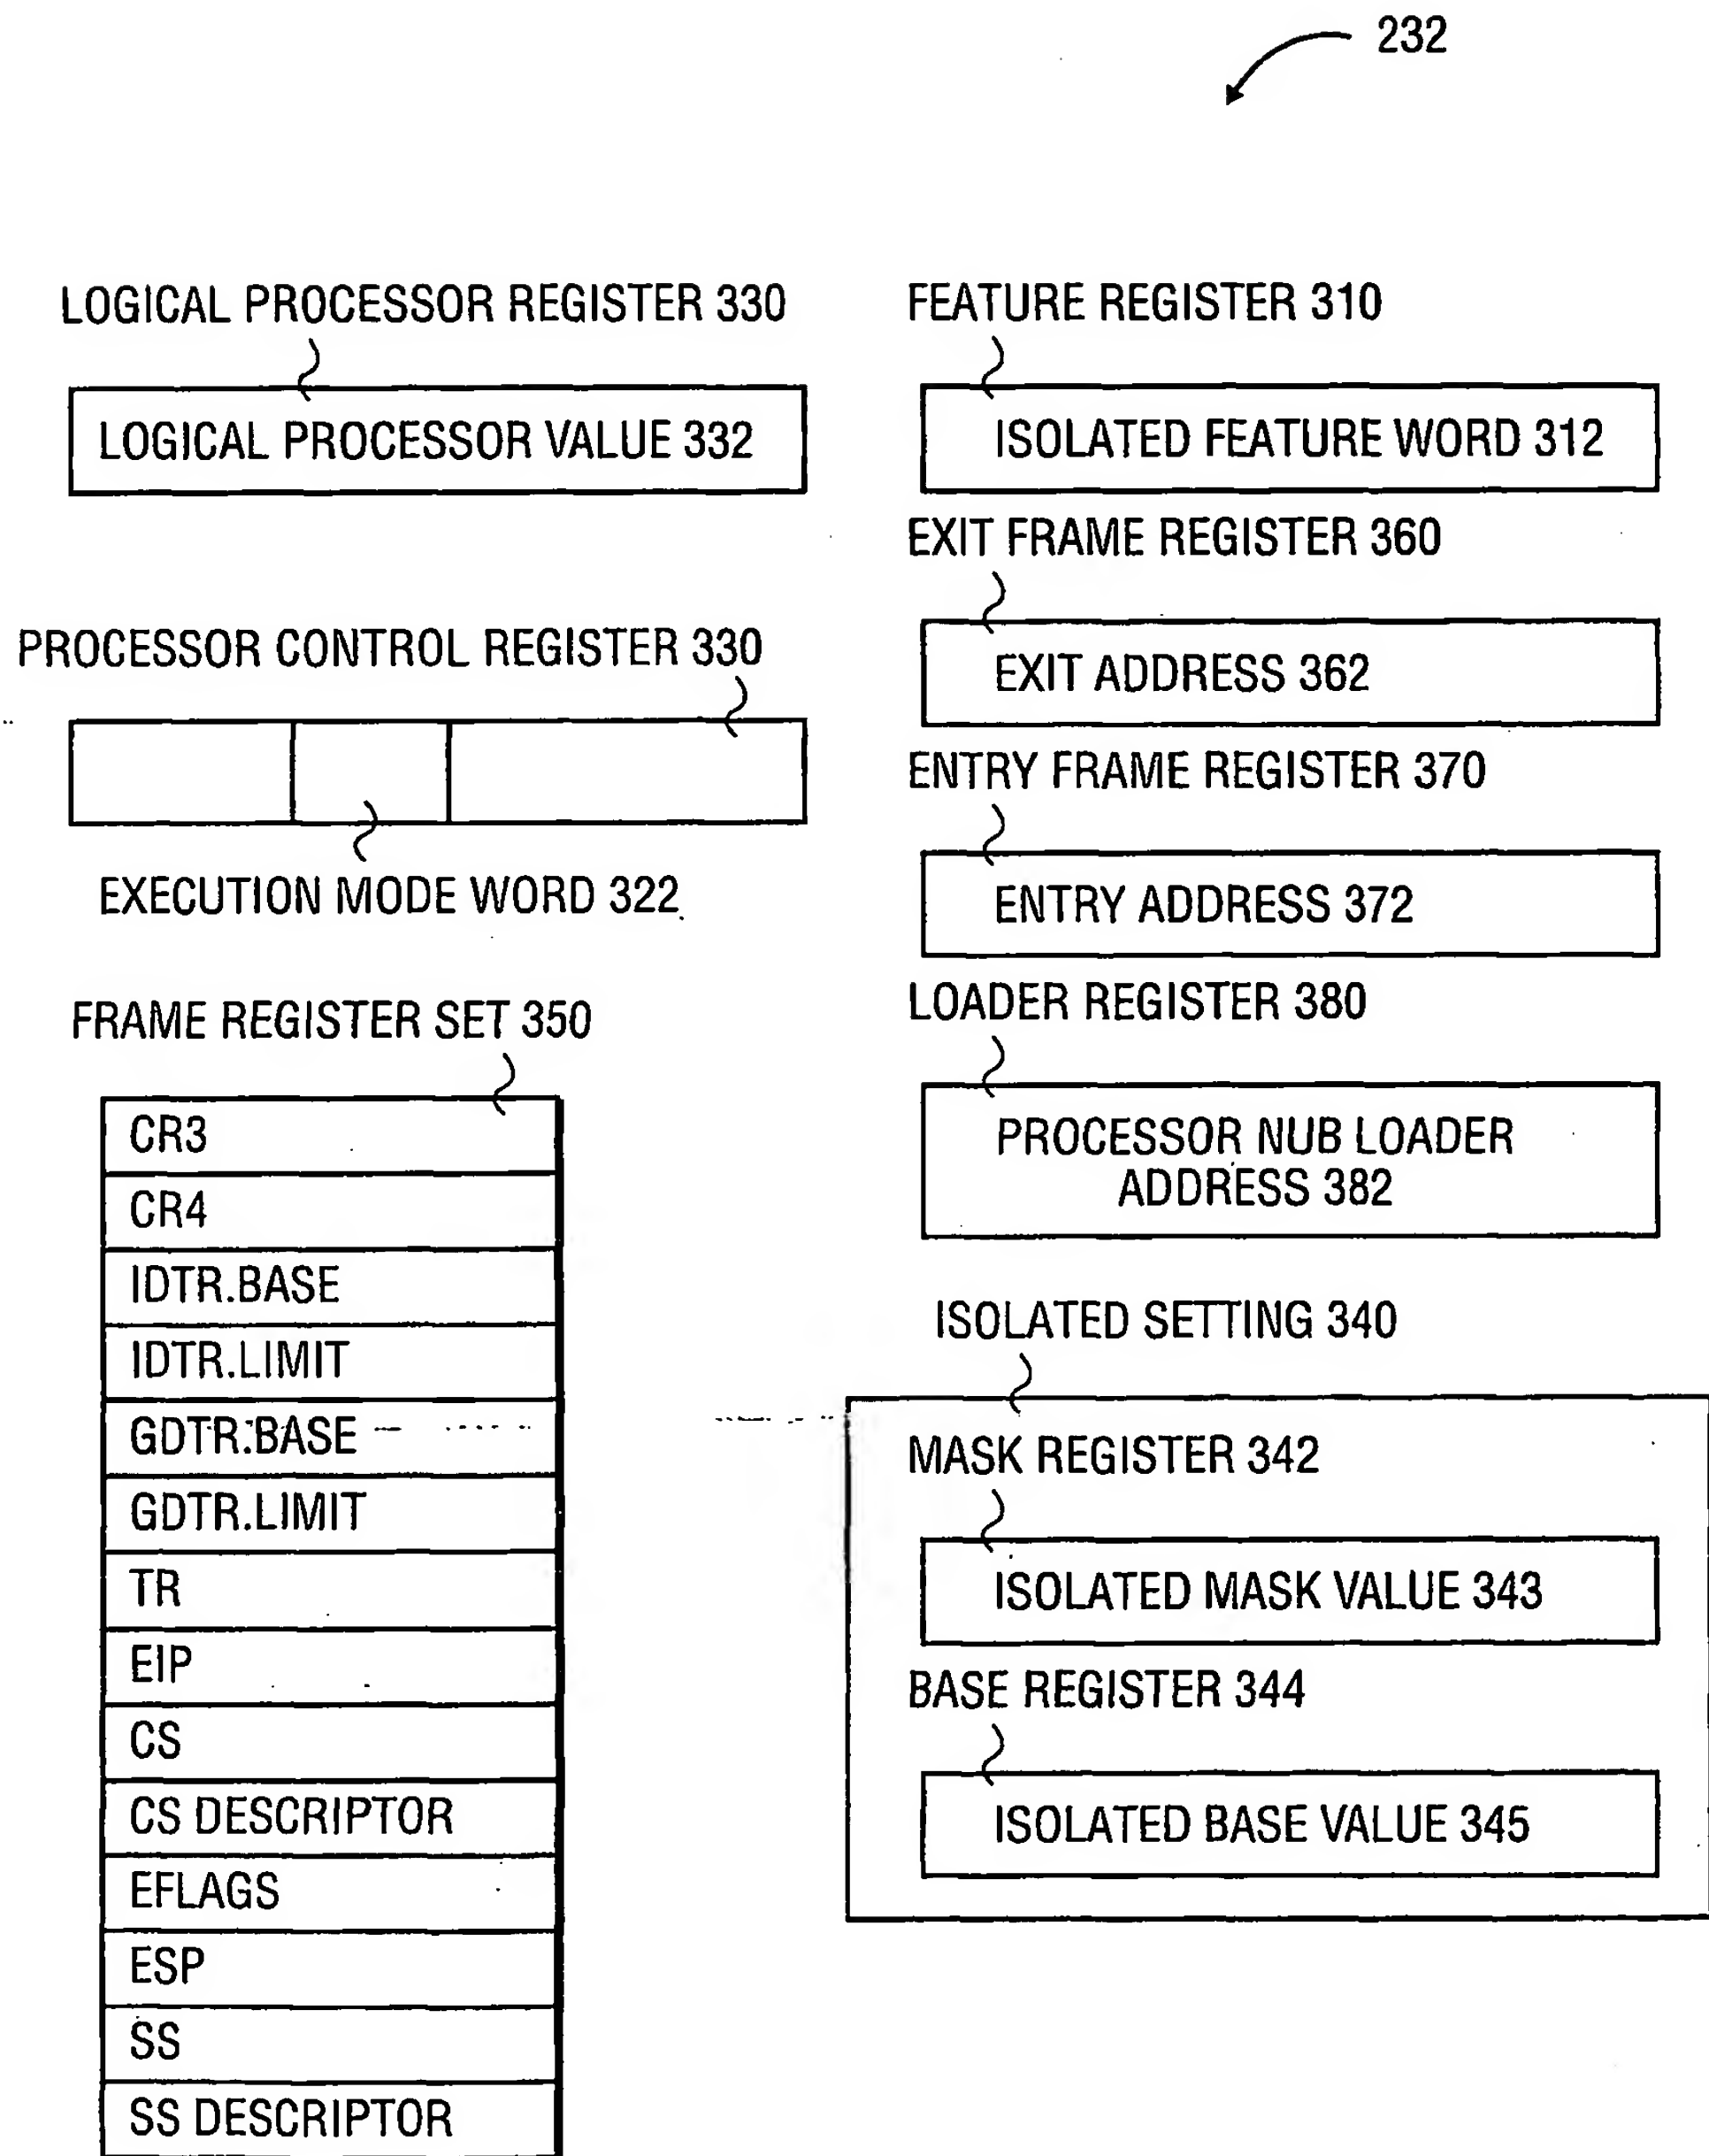 232
LOGICAL PROCESSOR REGISTER 330
LOGICAL PROCESSOR VALUE 332
PROCESSOR CONTROL REGISTER 330
EXECUTION MODE WORD 322
FRAME REGISTER SET 350
CR3
CR4
IDTR.BASE
IDTR.LIMIT
GDTR.BASE
GDTR.LIMIT
TR
EIP
CS
CS DESCRIPTOR
EFLAGS
ESP
SS
SS DESCRIPTOR
FEATURE REGISTER 310
ISOLATED FEATURE WORD 312
EXIT FRAME REGISTER 360
EXIT ADDRESS 362
ENTRY FRAME REGISTER 370
ENTRY ADDRESS 372
LOADER REGISTER 380
PROCESSOR NUB LOADER
ADDRESS 382
ISOLATED SETTING 340
MASK REGISTER 342
ISOLATED MASK VALUE 343
BASE REGISTER 344
ISOLATED BASE VALUE 345